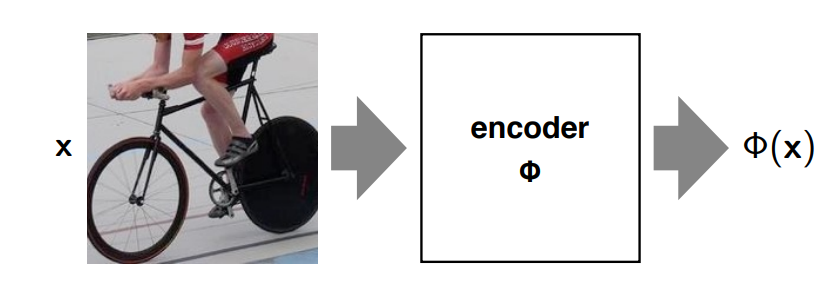 x
encoder
Φ
Φ(x)